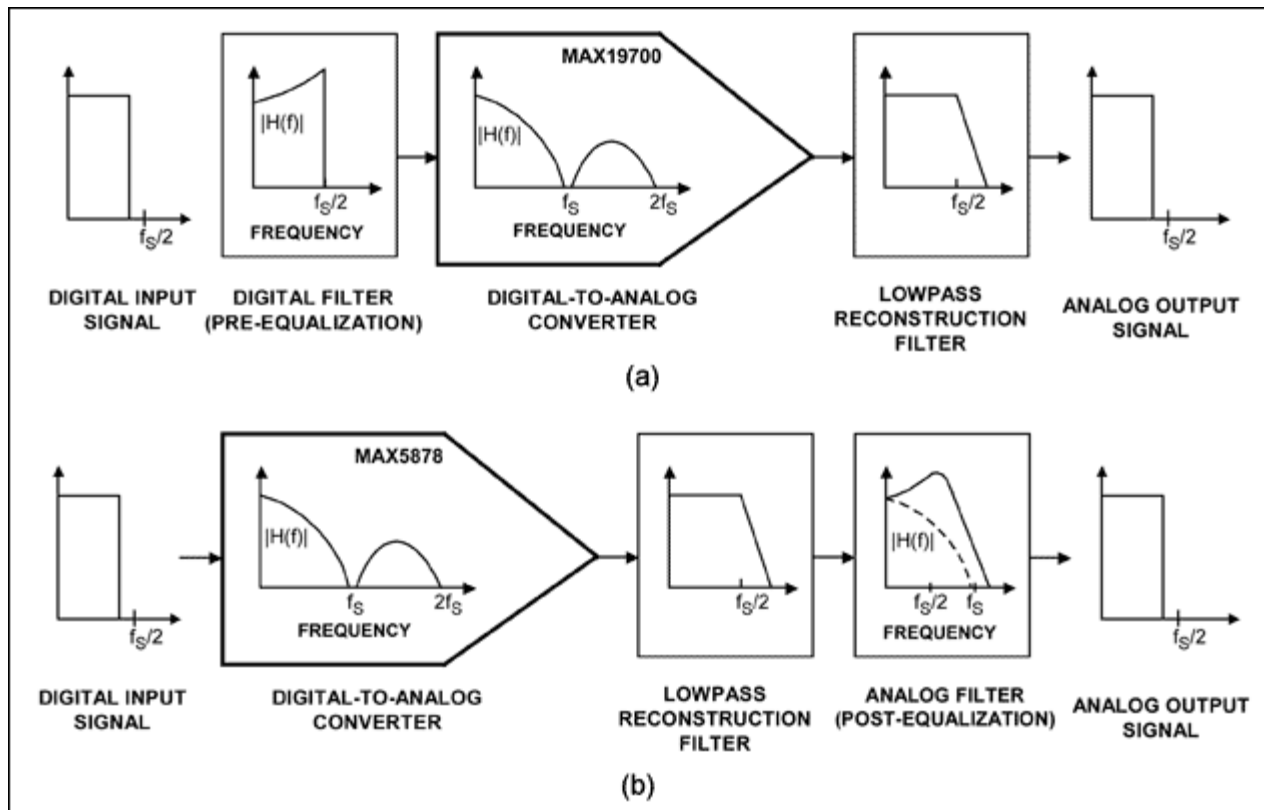 MAX19700
|H(f)|
|H(f)|
fS/2
fS/2
fS
2fS
fS/2
fS/2
FREQUENCY
FREQUENCY
DIGITAL INPUT
SIGNAL
DIGITAL FILTER
(PRE-EQUALIZATION)
DIGITAL-TO-ANALOG
CONVERTER
LOWPASS
RECONSTRUCTION
FILTER
ANALOG OUTPUT
SIGNAL
(a)
MAX5878
|H(f)|
|H(f)|
fS/2
fS
2fS
fS/2
fS/2
fS
fS/2
FREQUENCY
FREQUENCY
DIGITAL INPUT
SIGNAL
DIGITAL-TO-ANALOG
CONVERTER
LOWPASS
RECONSTRUCTION
FILTER
ANALOG FILTER
(POST-EQUALIZATION)
ANALOG OUTPUT
SIGNAL
(b)